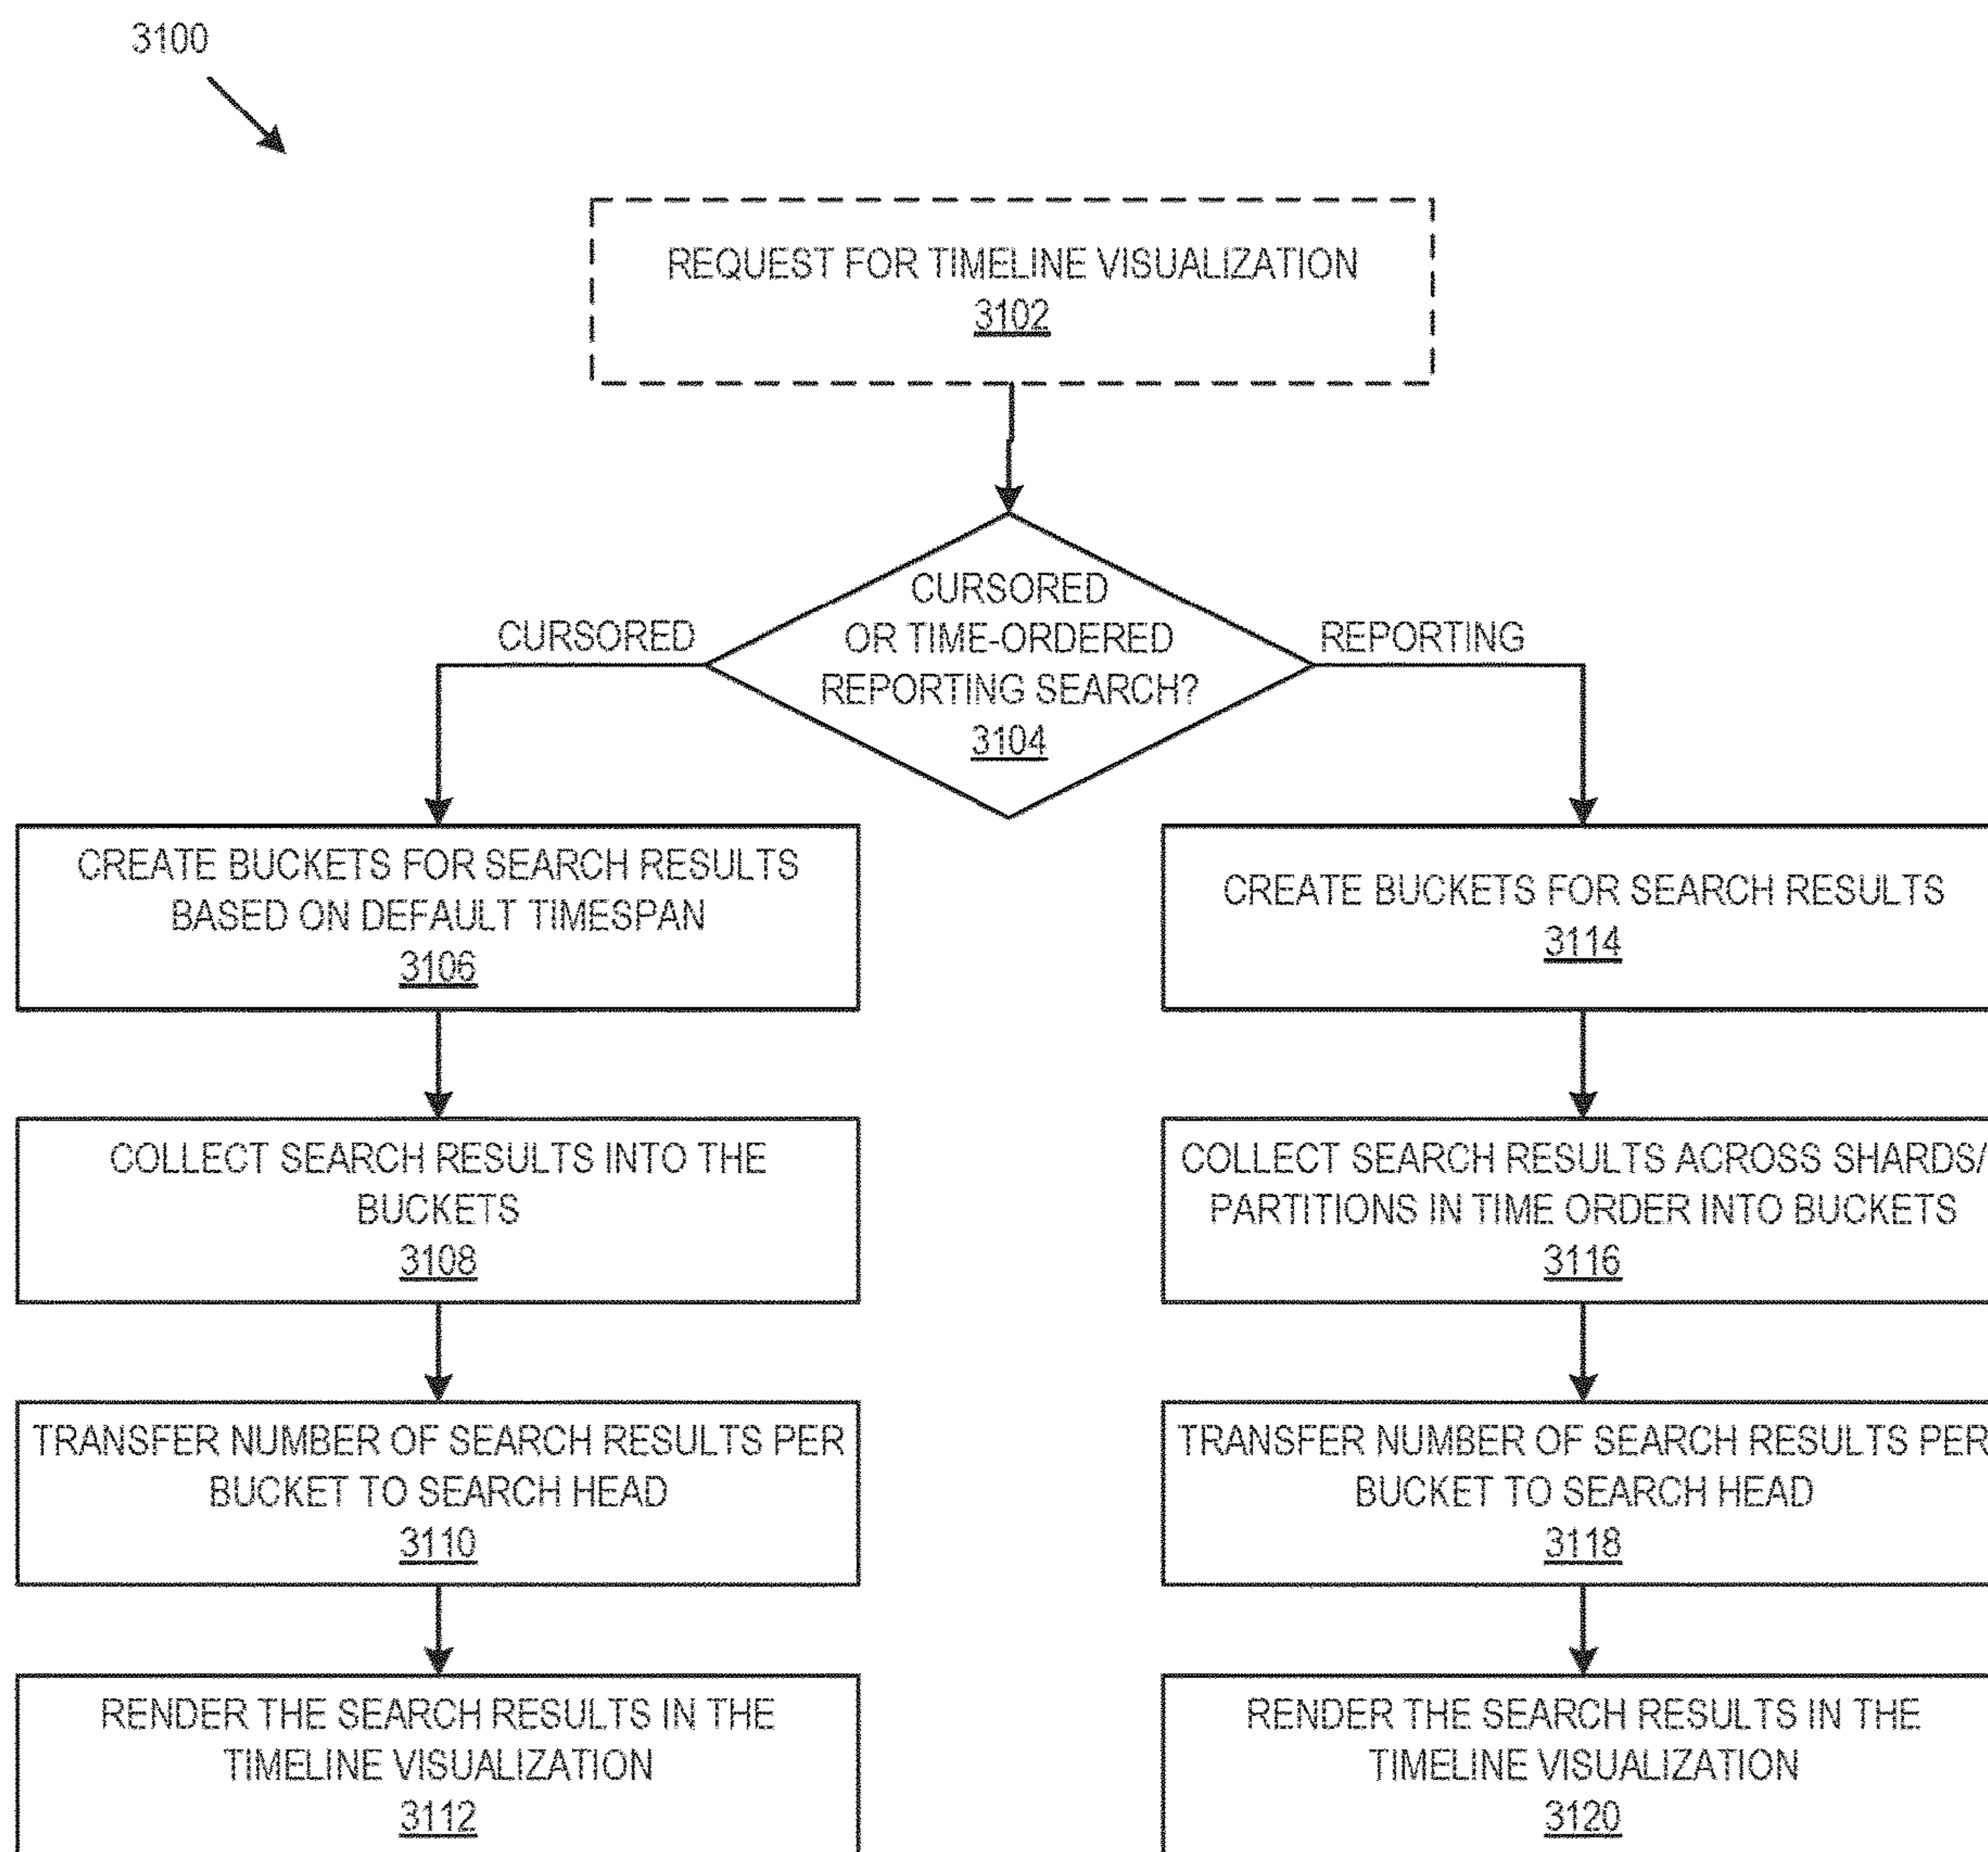 3100
REQUEST FOR TIMELINE VISUALIZATION
3102
CURSORED
OR TIME-ORDERED
REPORTING SEARCH?
3104
CURSORED
REPORTING
CREATE BUCKETS FOR SEARCH RESULTS
BASED ON DEFAULT TIMESPAN
3106
COLLECT SEARCH RESULTS INTO THE
BUCKETS
3108
TRANSFER NUMBER OF SEARCH RESULTS PER
BUCKET TO SEARCH HEAD
3110
RENDER THE SEARCH RESULTS IN THE
TIMELINE VISUALIZATION
3112
CREATE BUCKETS FOR SEARCH RESULTS
3114
COLLECT SEARCH RESULTS ACROSS SHARDS/
PARTITIONS IN TIME ORDER INTO BUCKETS
3116
TRANSFER NUMBER OF SEARCH RESULTS PER
BUCKET TO SEARCH HEAD
3118
RENDER THE SEARCH RESULTS IN THE
TIMELINE VISUALIZATION
3120